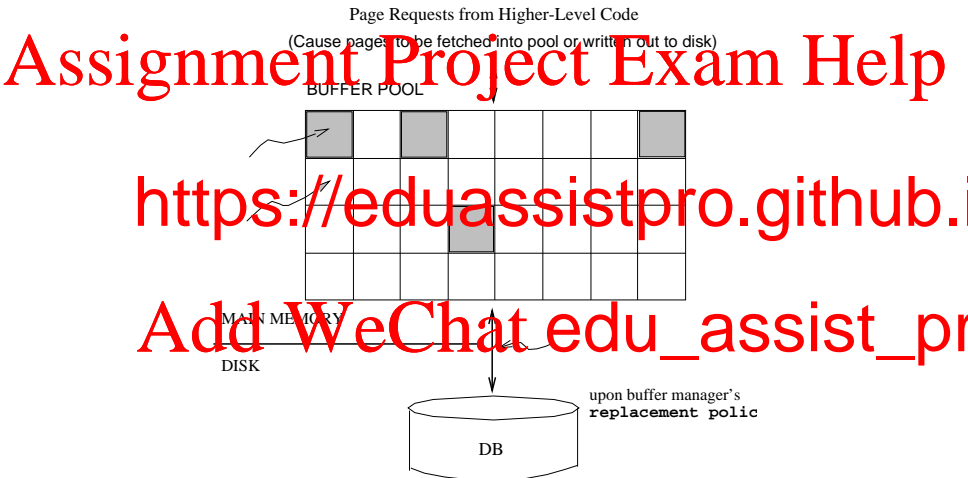 Page Requests from Higher-Level Code
(Cause pages to be fetched into pool or written out to disk)
Assignment Project Exam Help
BUFFER POOL
https://eduassistpro.github.i
MAIN MEMORY
Add WeChat edu_assist_pr
DISK
upon buffer manager's
replacement polic
DB